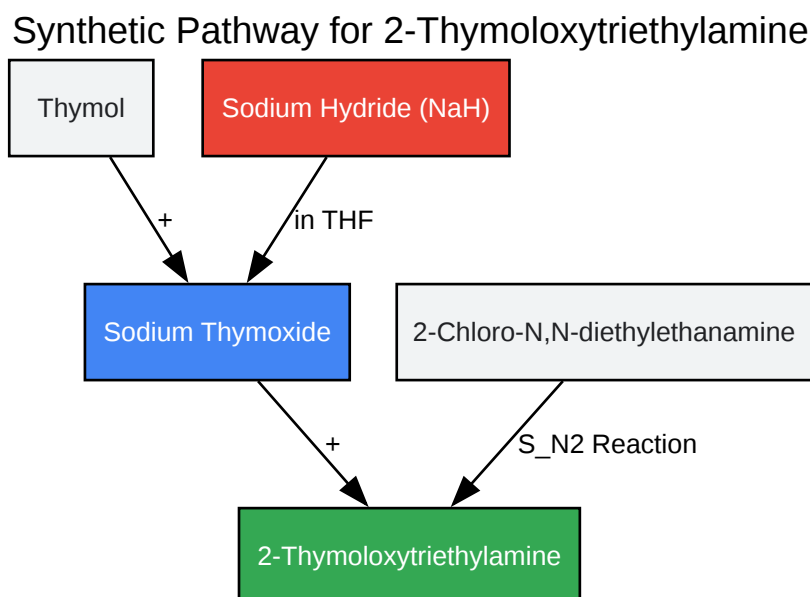 Synthetic Pathway for 2-Thymoloxytriethylamine
Thymol
Sodium Hydride (NaH)
+
in THF
Sodium Thymoxide
2-Chloro-N,N-diethylethanamine
+
S_N2 Reaction
2-Thymoloxytriethylamine